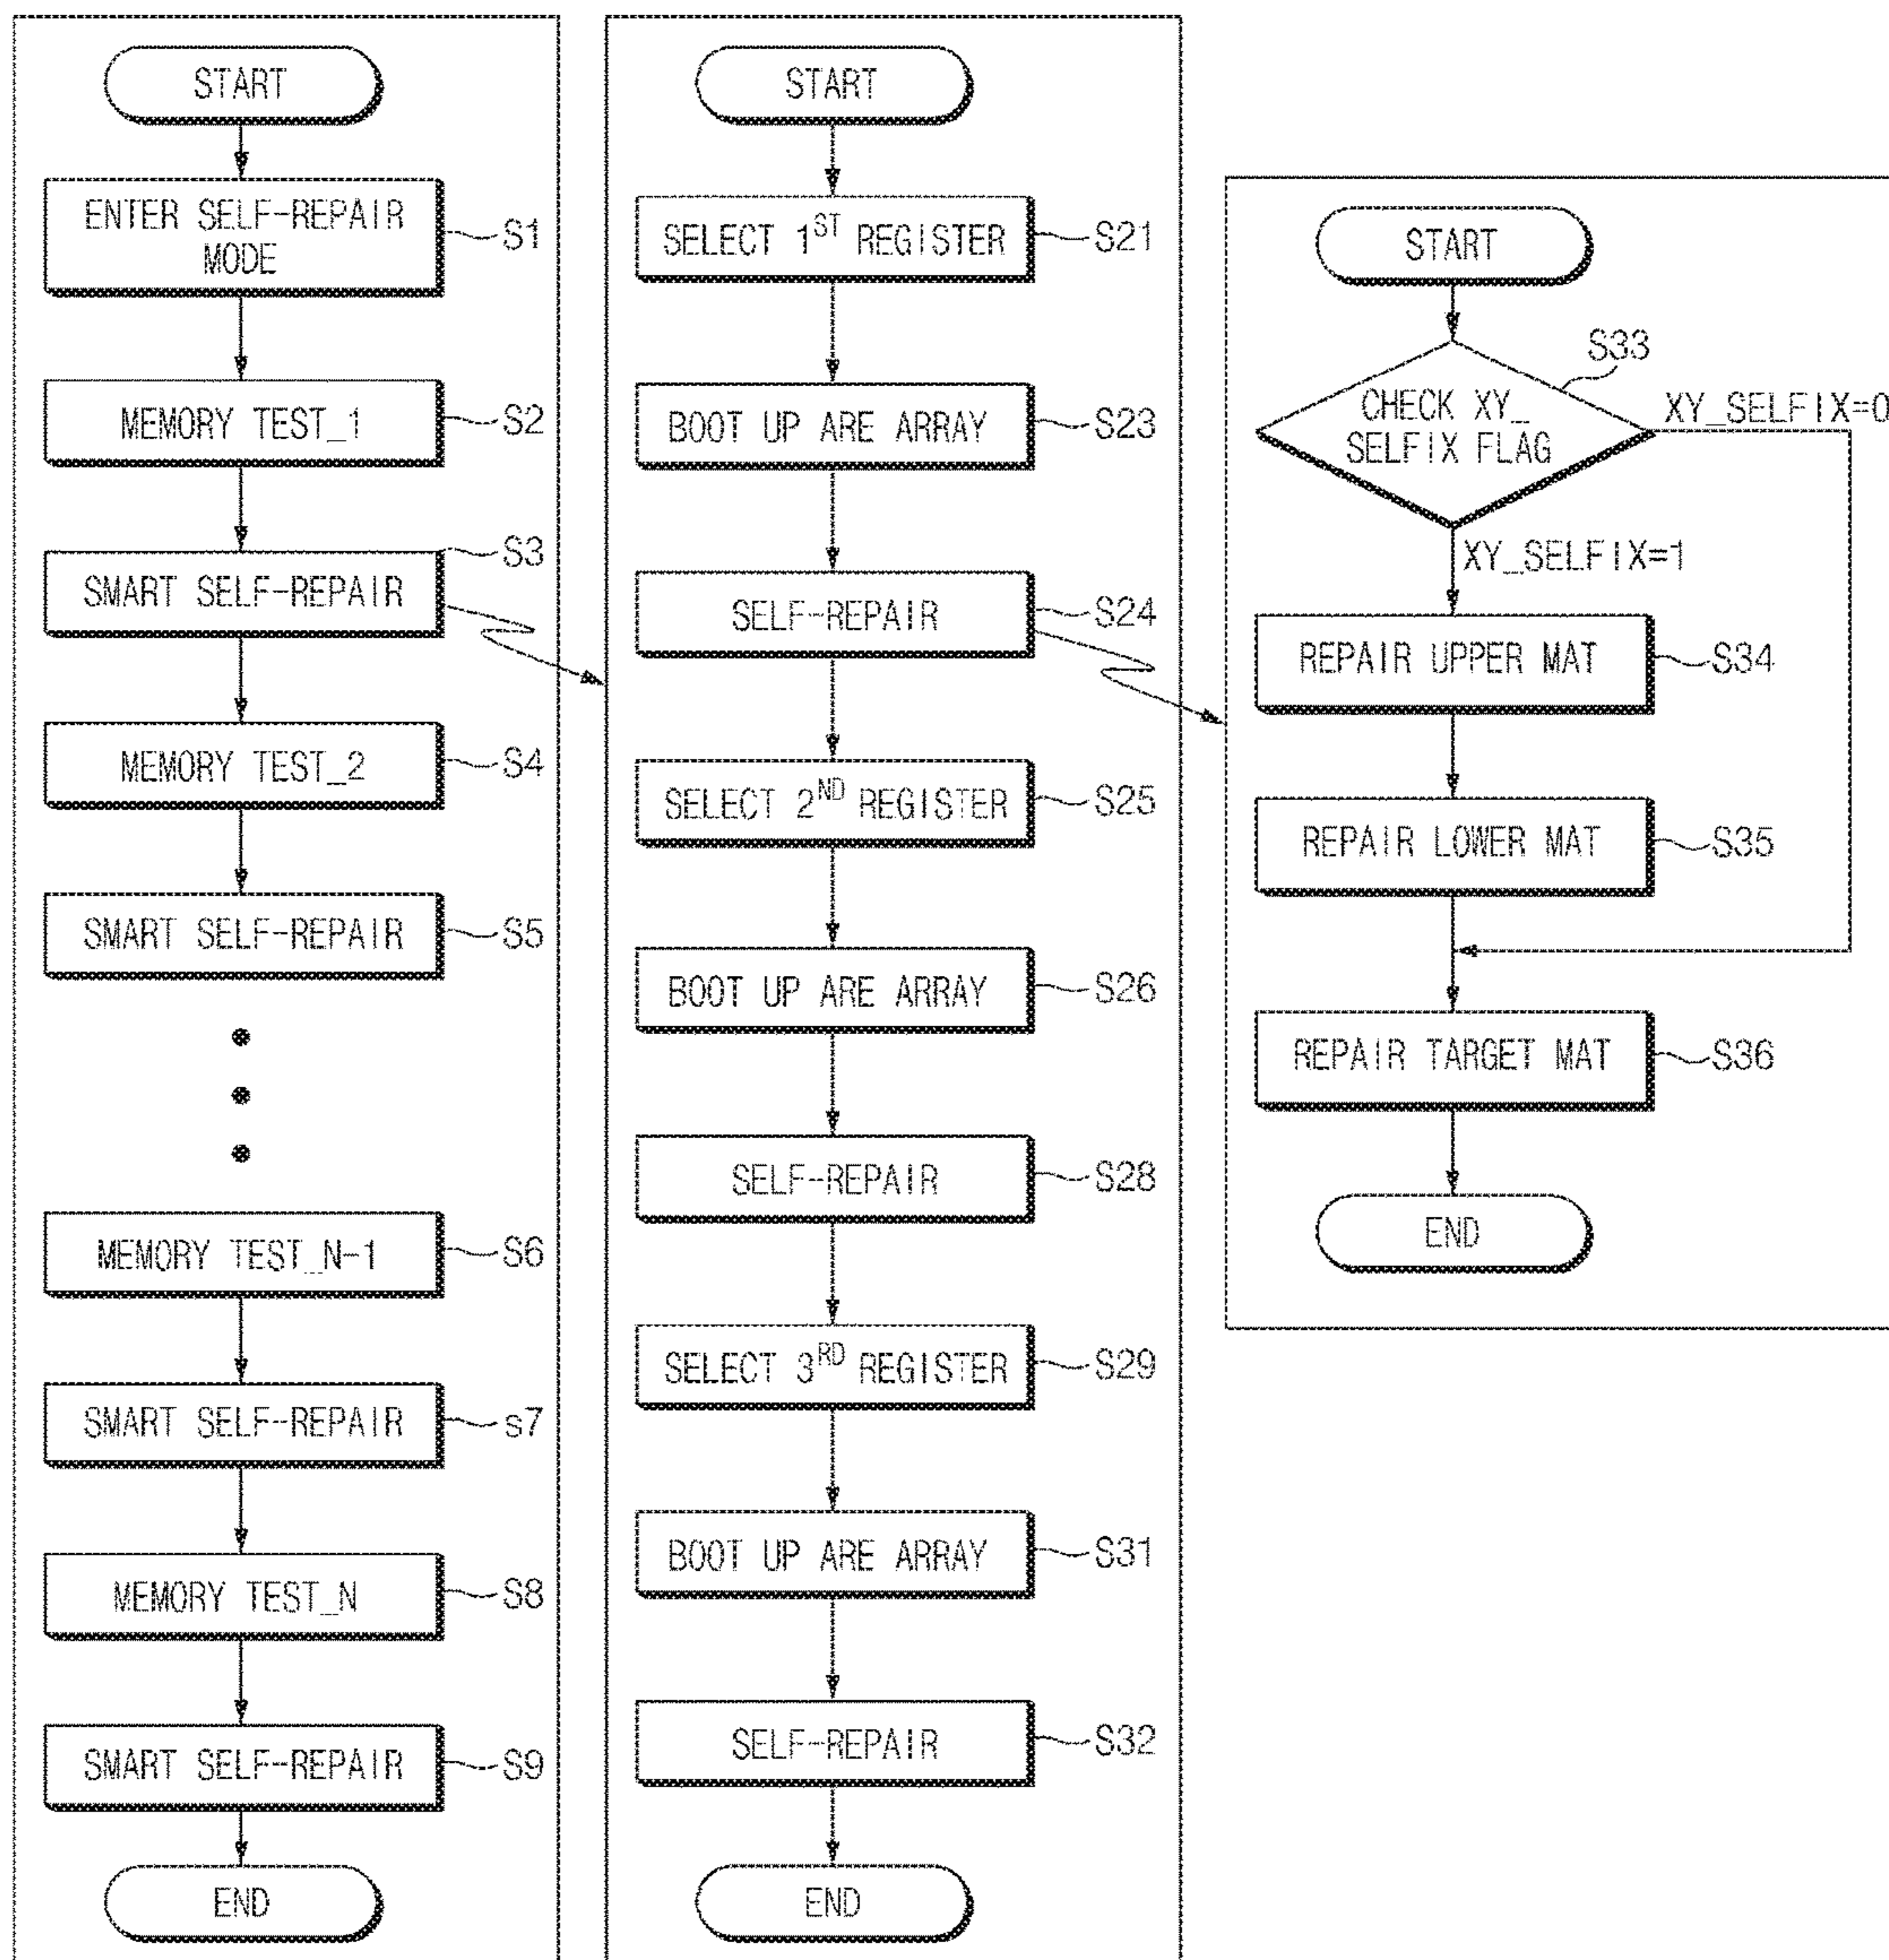 START
ENTER SELF-REPAIR
MODE
S1
MEMORY TEST_1
S2
SMART SELF-REPAIR
S3
MEMORY TEST_2
S4
SMART SELF-REPAIR
S5
MEMORY TEST_N-1
S6
SMART SELF-REPAIR
s7
MEMORY TEST_N
S8
SMART SELF-REPAIR
S9
END
START
SELECT 1ST REGISTER
S21
BOOT UP ARE ARRAY
S23
SELF-REPAIR
S24
SELECT 2ND REGISTER
S25
BOOT UP ARE ARRAY
S26
SELF-REPAIR
S28
SELECT 3RD REGISTER
S29
BOOT UP ARE ARRAY
S31
SELF-REPAIR
S32
END
START
S33
CHECK XY_
SELFIX FLAG
XY_SELFIX=0
XY_SELFIX=1
REPAIR UPPER MAT
S34
REPAIR LOWER MAT
S35
REPAIR TARGET MAT
S36
END